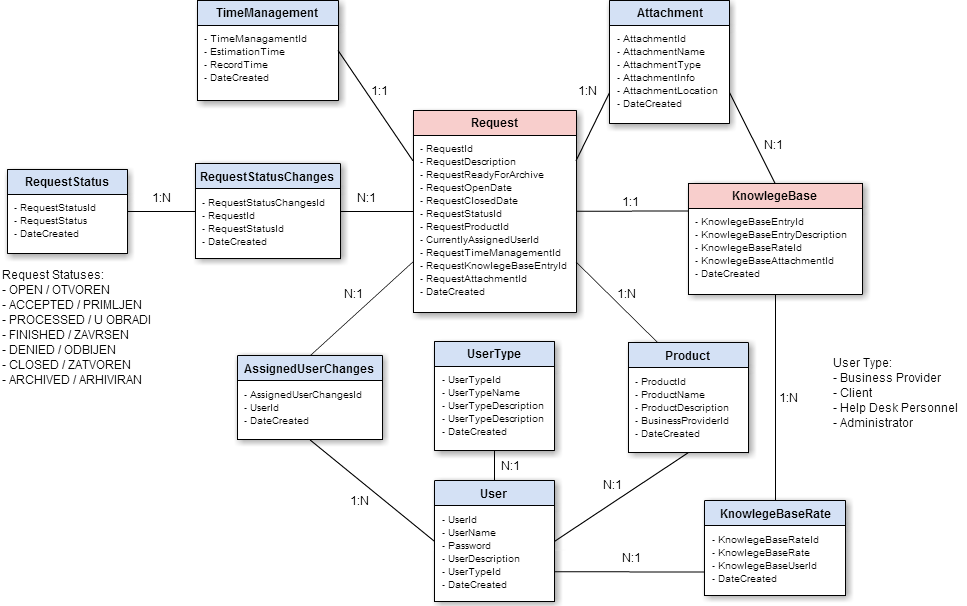 TimeManagement
- TimeManagamentId
- EstimationTime
- RecordTime
- DateCreated
1:1
Attachment
- AttachmentId
- AttachmentName
- AttachmentType
- AttachmentInfo
- AttachmentLocation
- DateCreated
1:N
N:1
Request
- RequestId
- RequestDescription
- RequestReadyForArchive
- RequestOpenDate
- RequestClosedDate
- RequestStatusId
- RequestProductId
- CurrentlyAssignedUserId
- RequestTimeManagementId
- RequestKnowlegeBaseEntryId
- RequestAttachmentId
- DateCreated
RequestStatus
- RequestStatusId
- RequestStatus
- DateCreated
1:N
RequestStatusChanges
- RequestStatusChangesId
- RequestId
- RequestStatusId
- DateCreated
N:1
1:1
KnowlegeBase
- KnowlegeBaseEntryId
- KnowlegeBaseEntryDescription
- KnowlegeBaseRateId
- KnowlegeBaseAttachmentId
- DateCreated
Request Statuses:
- OPEN / OTVOREN
- ACCEPTED / PRIMLJEN
- PROCESSED / U OBRADI
- FINISHED / ZAVRSEN
- DENIED / ODBIJEN
- CLOSED / ZATVOREN
- ARCHIVED / ARHIVIRAN
N:1
1:N
AssignedUserChanges
- AssignedUserChangesId
- UserId
- DateCreated
UserType
- UserTypeId
- UserTypeName
- UserTypeDescription
- UserTypeDescription
- DateCreated
Product
- ProductId
- ProductName
- ProductDescription
- BusinessProviderId
- DateCreated
1:N
User Type:
- Business Provider
- Client
- Help Desk Personnel
- Administrator
1:N
N:1
N:1
User
- UserId
- UserName
- Password
- UserDescription
- UserTypeId
- DateCreated
N:1
KnowlegeBaseRate
- KnowlegeBaseRateId
- KnowlegeBaseRate
- KnowlegeBaseUserId
- DateCreated